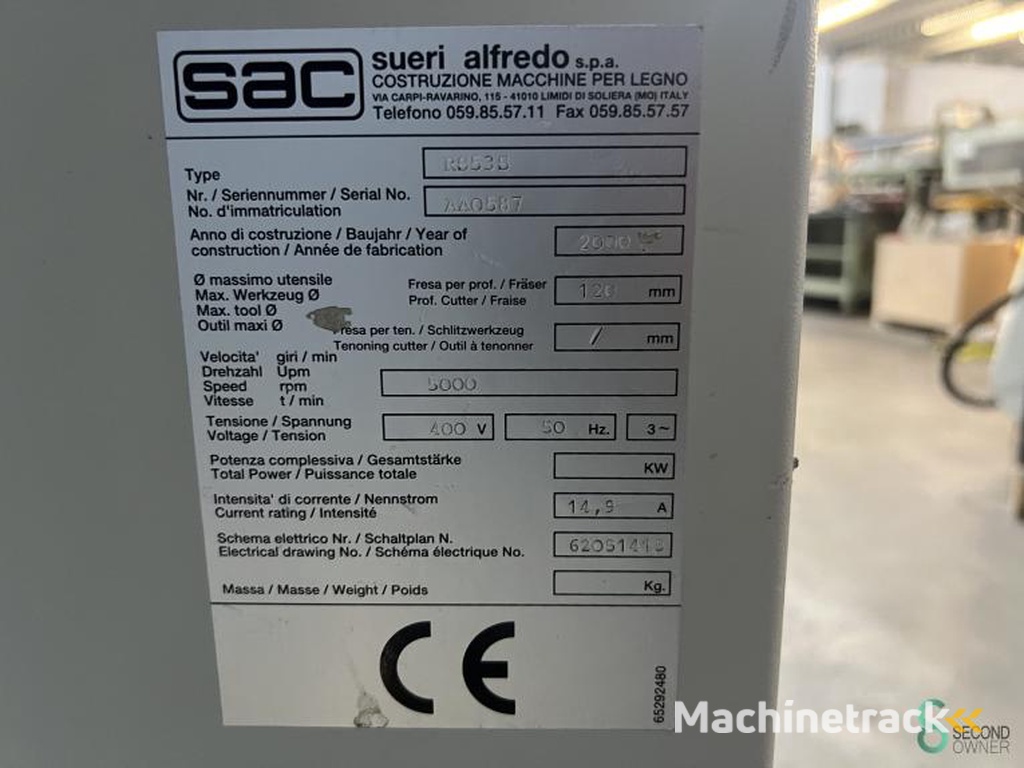 sac
sueri alfredo s.p.a.
COSTRUZIONE MACCHINE PER LEGNO
VIA CARPI-RAVARINO, 115 - 41010 LIMIDI DI SOLIERA (MO) ITALY
Telefono 059.85.57.11 Fax 059.85.57.57
Type
Nr. / Seriennummer / Serial No. AA0587
No. d'immatriculation
Anno di costruzione / Baujahr / Year of 2000
construction / Année de fabrication
Ø massimo utensile
Max. Werkzeug Ø
Max. tool Ø
Outil maxi Ø
Fresa per prof. / Fräser 120 mm
Prof. Cutter / Fraise
Fresa per ten. / Schlitzwerkzeug / mm
Tenoning cutter / Outil à tenonner
Velocita' giri / min
Drehzahl Upm
Speed rpm 5000
Vitesse t / min
Tensione / Spannung 400 V 50 Hz. 3~
Voltage / Tension
Potenza complessiva / Gesamtstärke KW
Total Power / Puissance totale
Intensita' di corrente / Nennstrom 14,9 A
Current rating / Intensité
Schema elettrico Nr. / Schaltplan N.
Electrical drawing No. / Schéma électrique No.
Massa / Masse / Weight / Poids Kg.
CE
65292480
Machinetrack
SECOND
OWNER